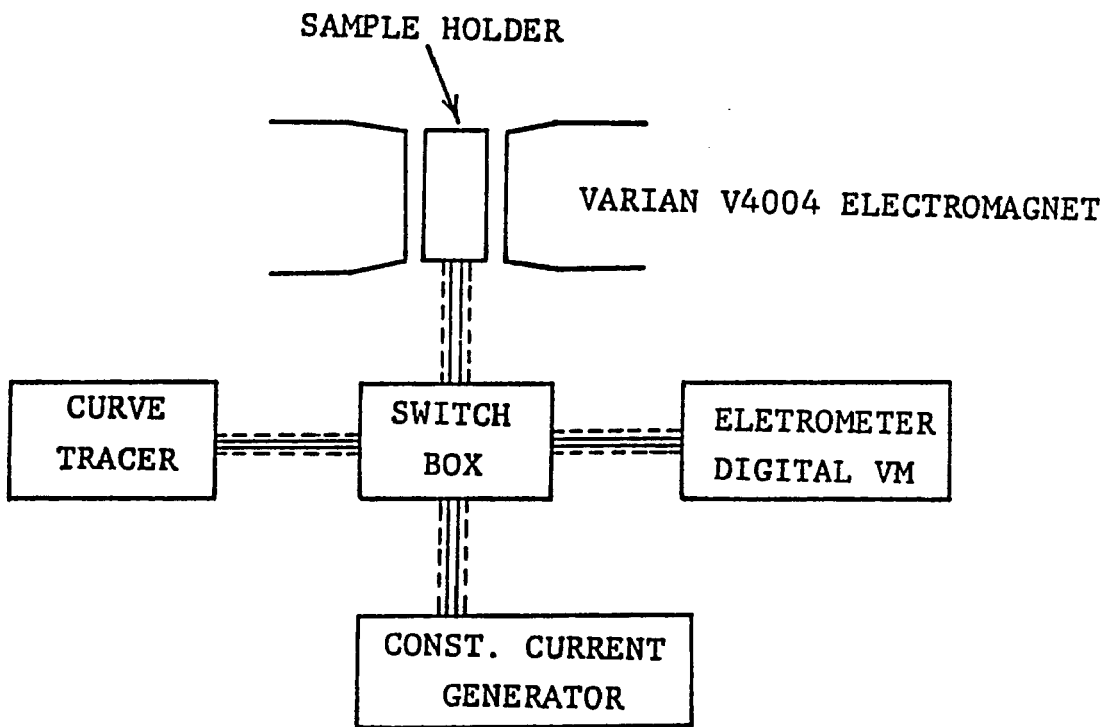 SAMPLE HOLDER
VARIAN V4004 ELECTROMAGNET
CURVE
TRACER
SWITCH
BOX
ELETROMETER
DIGITAL VM
CONST. CURRENT
GENERATOR